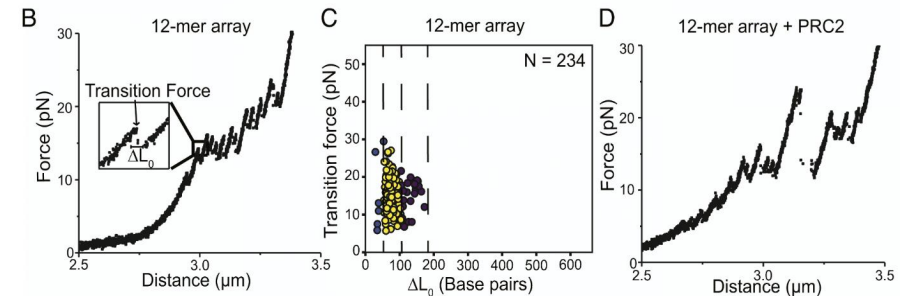 B
12-mer array
30
20
10
0
Force (pN)
Transition Force
ΔL0
2.5
3.0
3.5
Distance (μm)
C
12-mer array
N = 234
50
40
30
20
10
0
Transition force (pN)
0
100
200
300
400
500
600
ΔL0 (Base pairs)
D
12-mer array + PRC2
30
20
10
0
Force (pN)
2.5
3.0
3.5
Distance (μm)